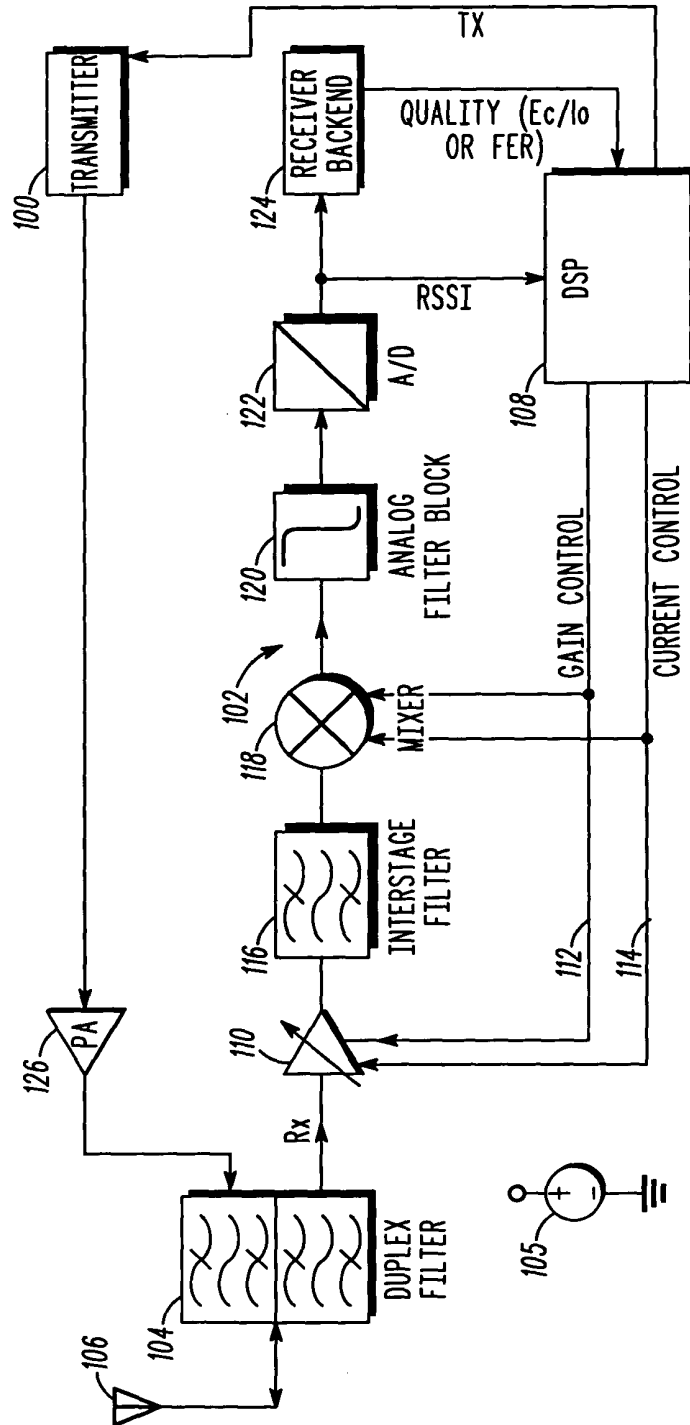 100
TRANSMITTER
TX
126
PA
106
104
DUPLEX
FILTER
Rx
110
116
INTERSTAGE
FILTER
102
118
MIXER
120
ANALOG
FILTER BLOCK
122
A/D
124
RECEIVER
BACKEND
QUALITY (Ec/Io
OR FER)
RSSI
108
DSP
GAIN CONTROL
CURRENT CONTROL
112
114
105
+
-